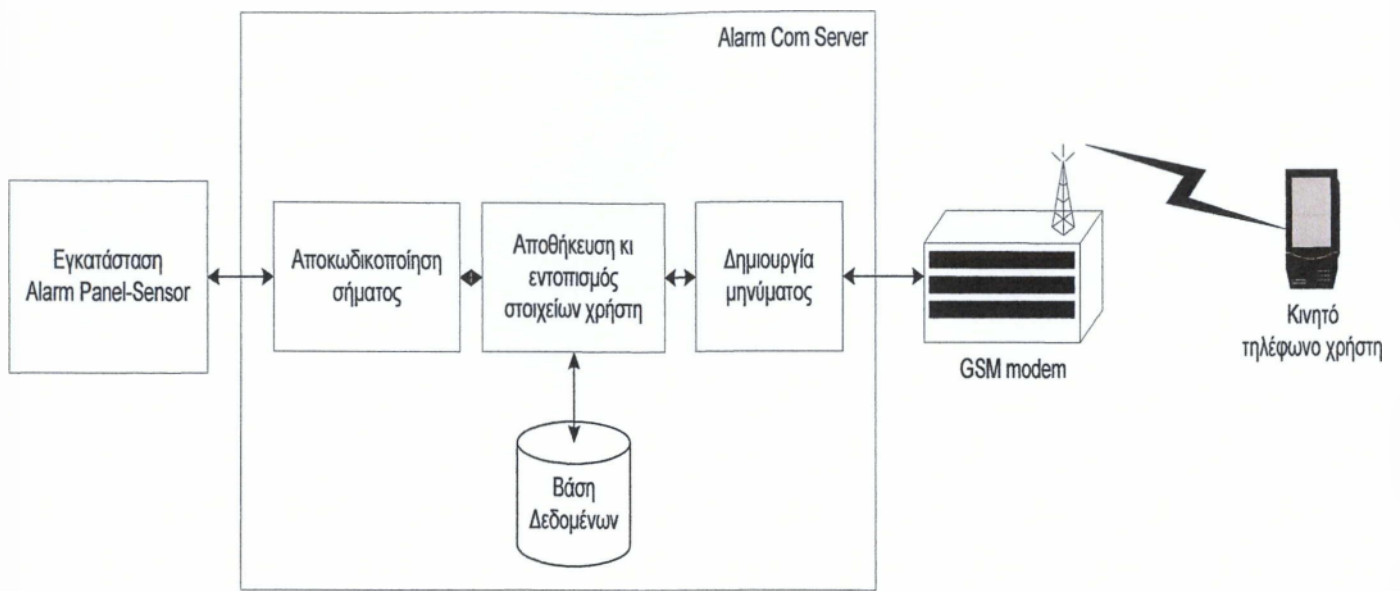 Alarm Com Server
Εγκατάσταση
Alarm Panel-Sensor
Αποκωδικοποίηση
σήματος
Αποθήκευση κι
εντοπισμός
στοιχείων χρήστη
Δημιουργία
μηνύματος
GSM modem
Κινητό
τηλέφωνο χρήστη
Βάση
Δεδομένων